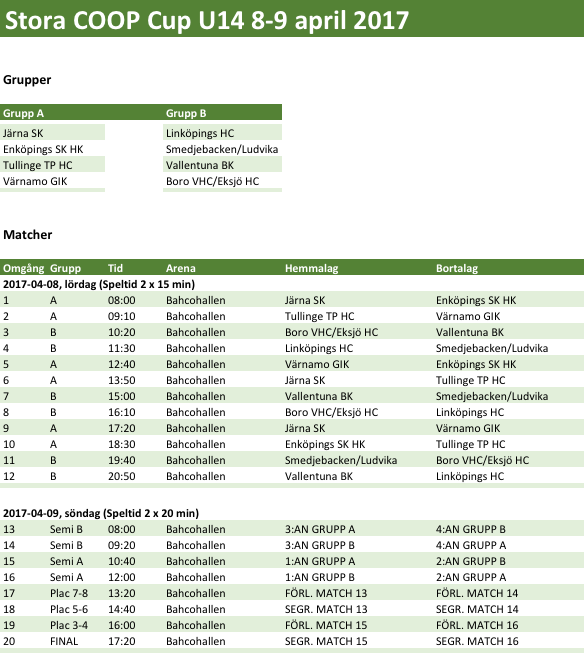 Stora COOP Cup U14 8-9 april 2017
Grupper
Grupp A Grupp B
Järna SK Linköpings HC
Enköpings SK HK Smedjebacken/Ludvika
Tullinge TP HC Vallentuna BK
Värnamo GIK Boro VHC/Eksjö HC
Matcher
Omgång Grupp Tid Arena Hemmalag Bortalag
2017-04-08, lördag (Speltid 2 x 15 min)
1 A 08:00 Bahcohallen Järna SK Enköpings SK HK
2 A 09:10 Bahcohallen Tullinge TP HC Värnamo GIK
3 B 10:20 Bahcohallen Boro VHC/Eksjö HC Vallentuna BK
4 B 11:30 Bahcohallen Linköpings HC Smedjebacken/Ludvika
5 A 12:40 Bahcohallen Värnamo GIK Enköpings SK HK
6 A 13:50 Bahcohallen Järna SK Tullinge TP HC
7 B 15:00 Bahcohallen Vallentuna BK Smedjebacken/Ludvika
8 B 16:10 Bahcohallen Boro VHC/Eksjö HC Linköpings HC
9 A 17:20 Bahcohallen Järna SK Värnamo GIK
10 A 18:30 Bahcohallen Enköpings SK HK Tullinge TP HC
11 B 19:40 Bahcohallen Smedjebacken/Ludvika Boro VHC/Eksjö HC
12 B 20:50 Bahcohallen Vallentuna BK Linköpings HC
2017-04-09, söndag (Speltid 2 x 20 min)
13 Semi B 08:00 Bahcohallen 3:AN GRUPP A 4:AN GRUPP B
14 Semi B 09:20 Bahcohallen 3:AN GRUPP B 4:AN GRUPP A
15 Semi A 10:40 Bahcohallen 1:AN GRUPP A 2:AN GRUPP B
16 Semi A 12:00 Bahcohallen 1:AN GRUPP B 2:AN GRUPP A
17 Plac 7-8 13:20 Bahcohallen FÖRL. MATCH 13 FÖRL. MATCH 14
18 Plac 5-6 14:40 Bahcohallen SEGR. MATCH 13 SEGR. MATCH 14
19 Plac 3-4 16:00 Bahcohallen FÖRL. MATCH 15 FÖRL. MATCH 16
20 FINAL 17:20 Bahcohallen SEGR. MATCH 15 SEGR. MATCH 16